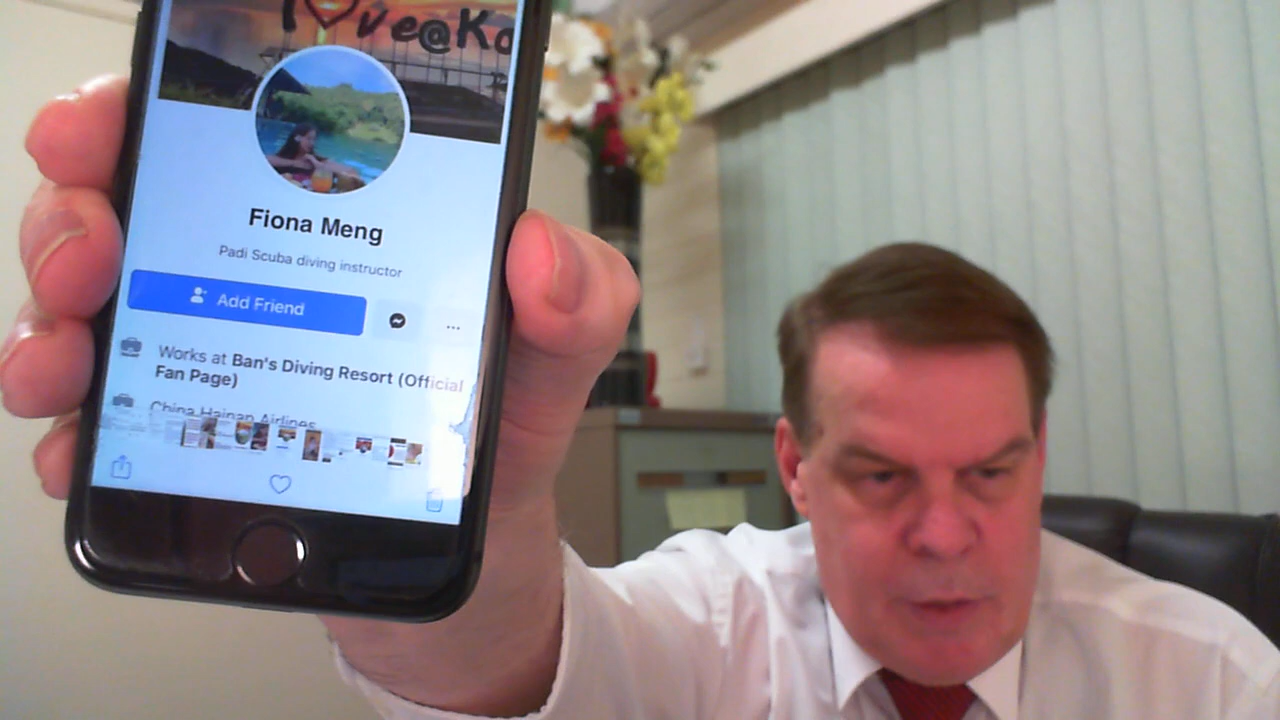 love@Ko
Fiona Meng
Padi Scuba diving instructor
Add Friend
Works at Ban's Diving Resort (Official
Fan Page)
China Hainan Airlines